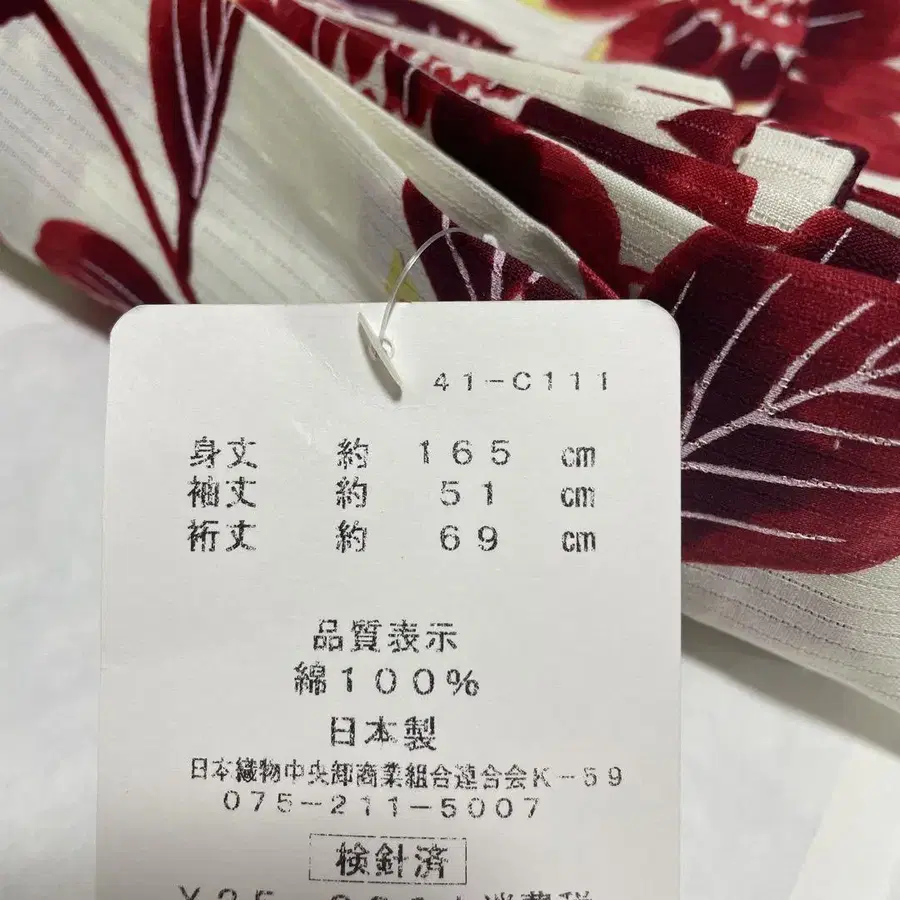 41-C111
身丈 約 165 cm
袖丈 約 51 cm
裄丈 約 69 cm
品質表示
綿100%
日本製
日本織物中央卸商業組合連合会K-59
075-211-5007
検針済